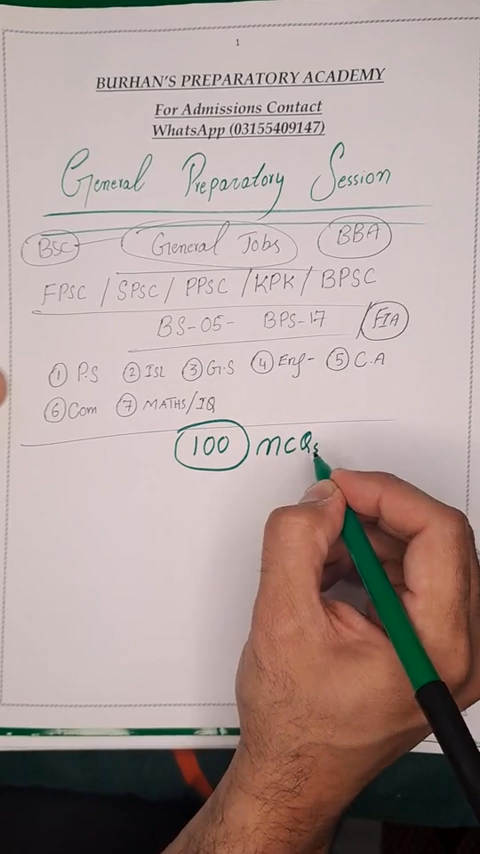 1
BURHAN'S PREPARATORY ACADEMY
For Admissions Contact
WhatsApp (03155409147)
General Preparatory Session
BSC General Jobs BBA
FPSC / SPSC / PPSC / KPK / BPSC
BS-05- BPS-17 / FIA
1 P.S 2 ISL 3 G.S 4 Eng- 5 C.A
6 Com 7 MATHS/IQ
100 MCQs